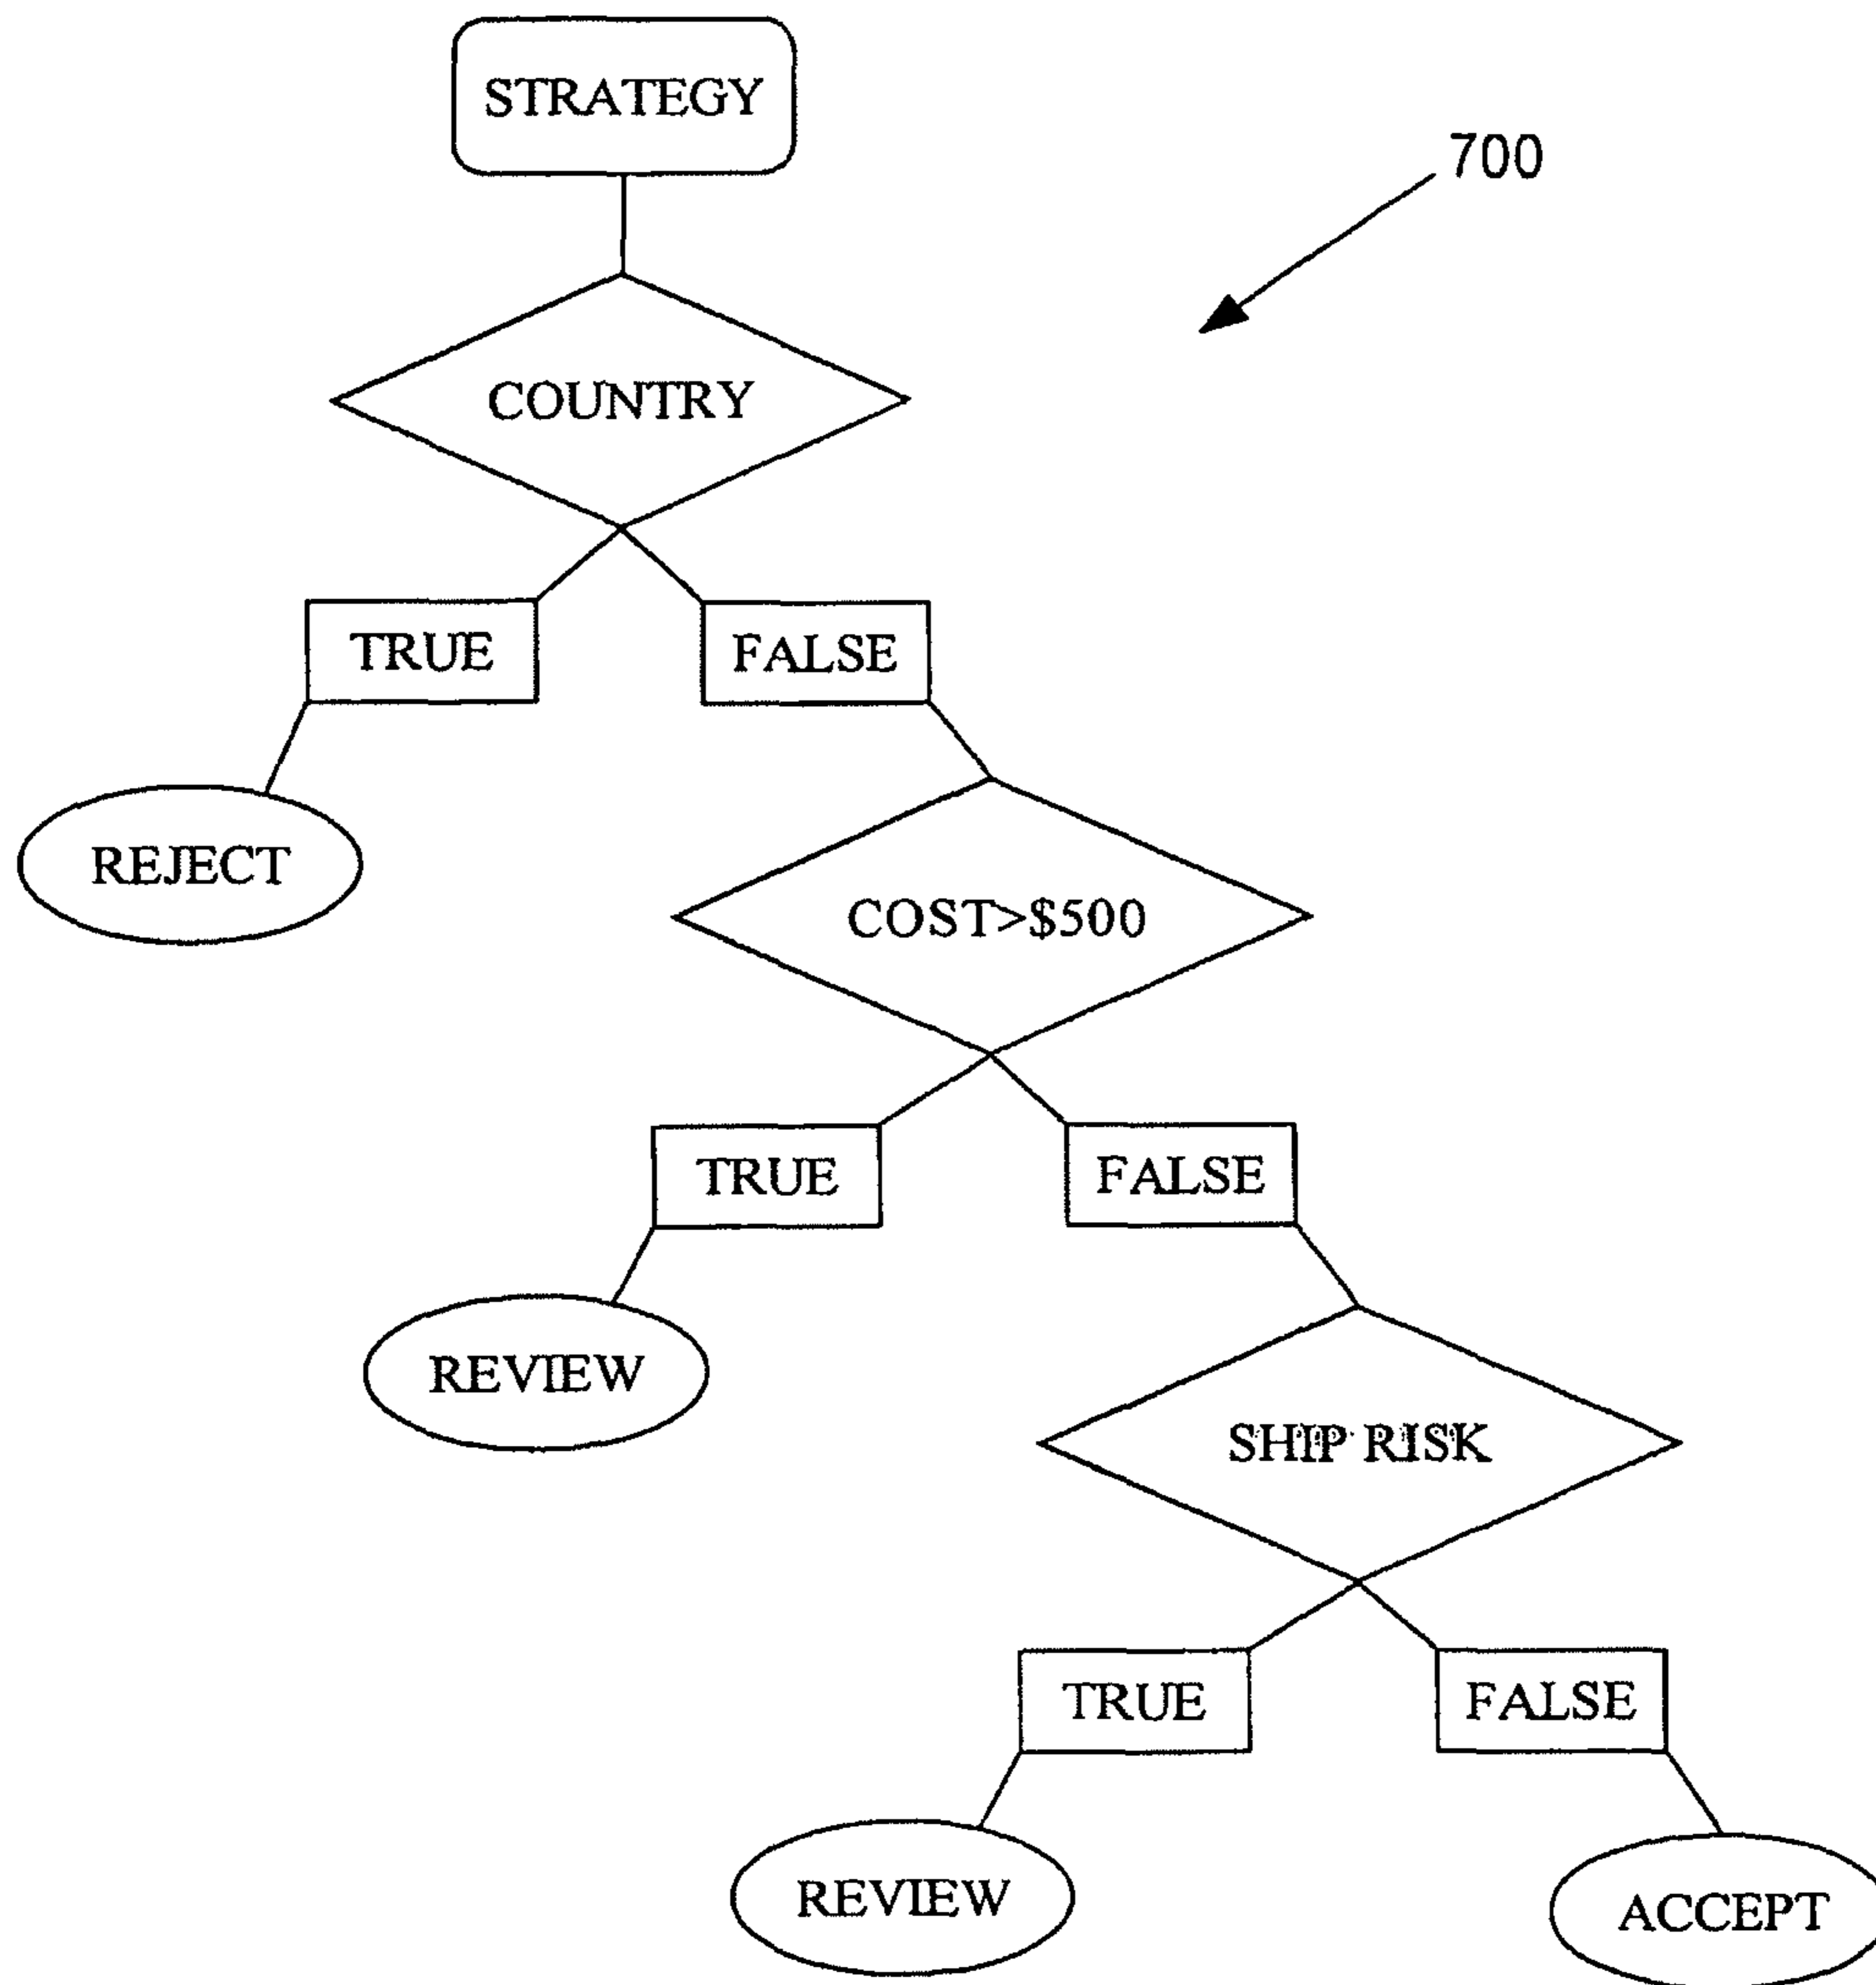 STRATEGY
700
COUNTRY
TRUE
FALSE
REJECT
COST>$500
TRUE
FALSE
REVIEW
SHIP RISK
TRUE
FALSE
REVIEW
ACCEPT